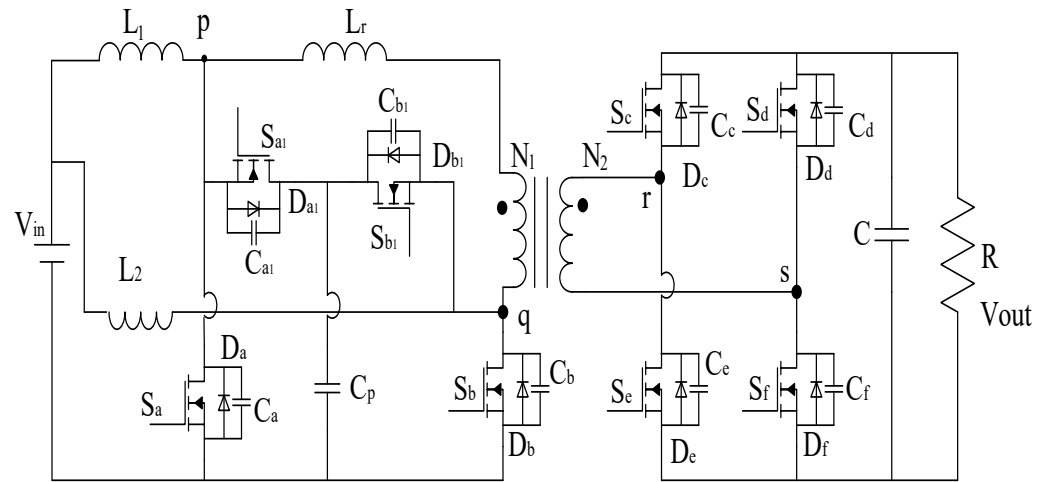 L1
p
Lr
Cb1
Sa1
Db1
Da1
Ca1
Sb1
Vin
L2
N1
N2
q
Da
Sa
Ca
Cp
Sb
Cb
Db
Sc
Cc
Dc
Sd
Cd
Dd
r
s
Se
Ce
De
Sf
Cf
Df
C
R
Vout